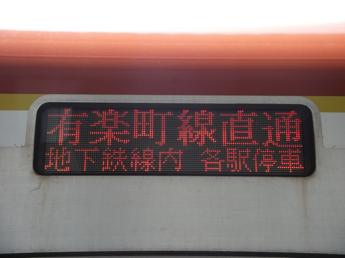 有楽町線直通
地下鉄線内 各駅停車